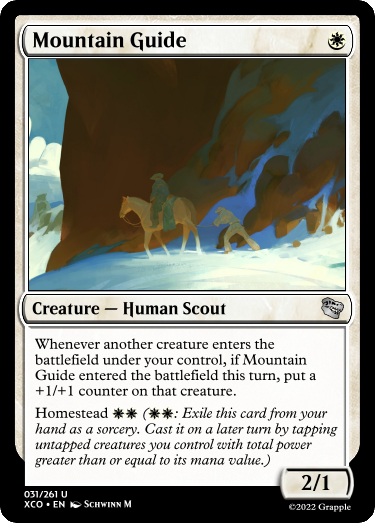 Mountain Guide
Creature — Human Scout
Whenever another creature enters the
battlefield under your control, if Mountain
Guide entered the battlefield this turn, put a
+1/+1 counter on that creature.
Homestead (: Exile this card from your
hand as a sorcery. Cast it on a later turn by tapping
untapped creatures you control with total power
greater than or equal to its mana value.)
2/1
031/261 U
XCO • EN SCHWINN M
©2022 Grapple